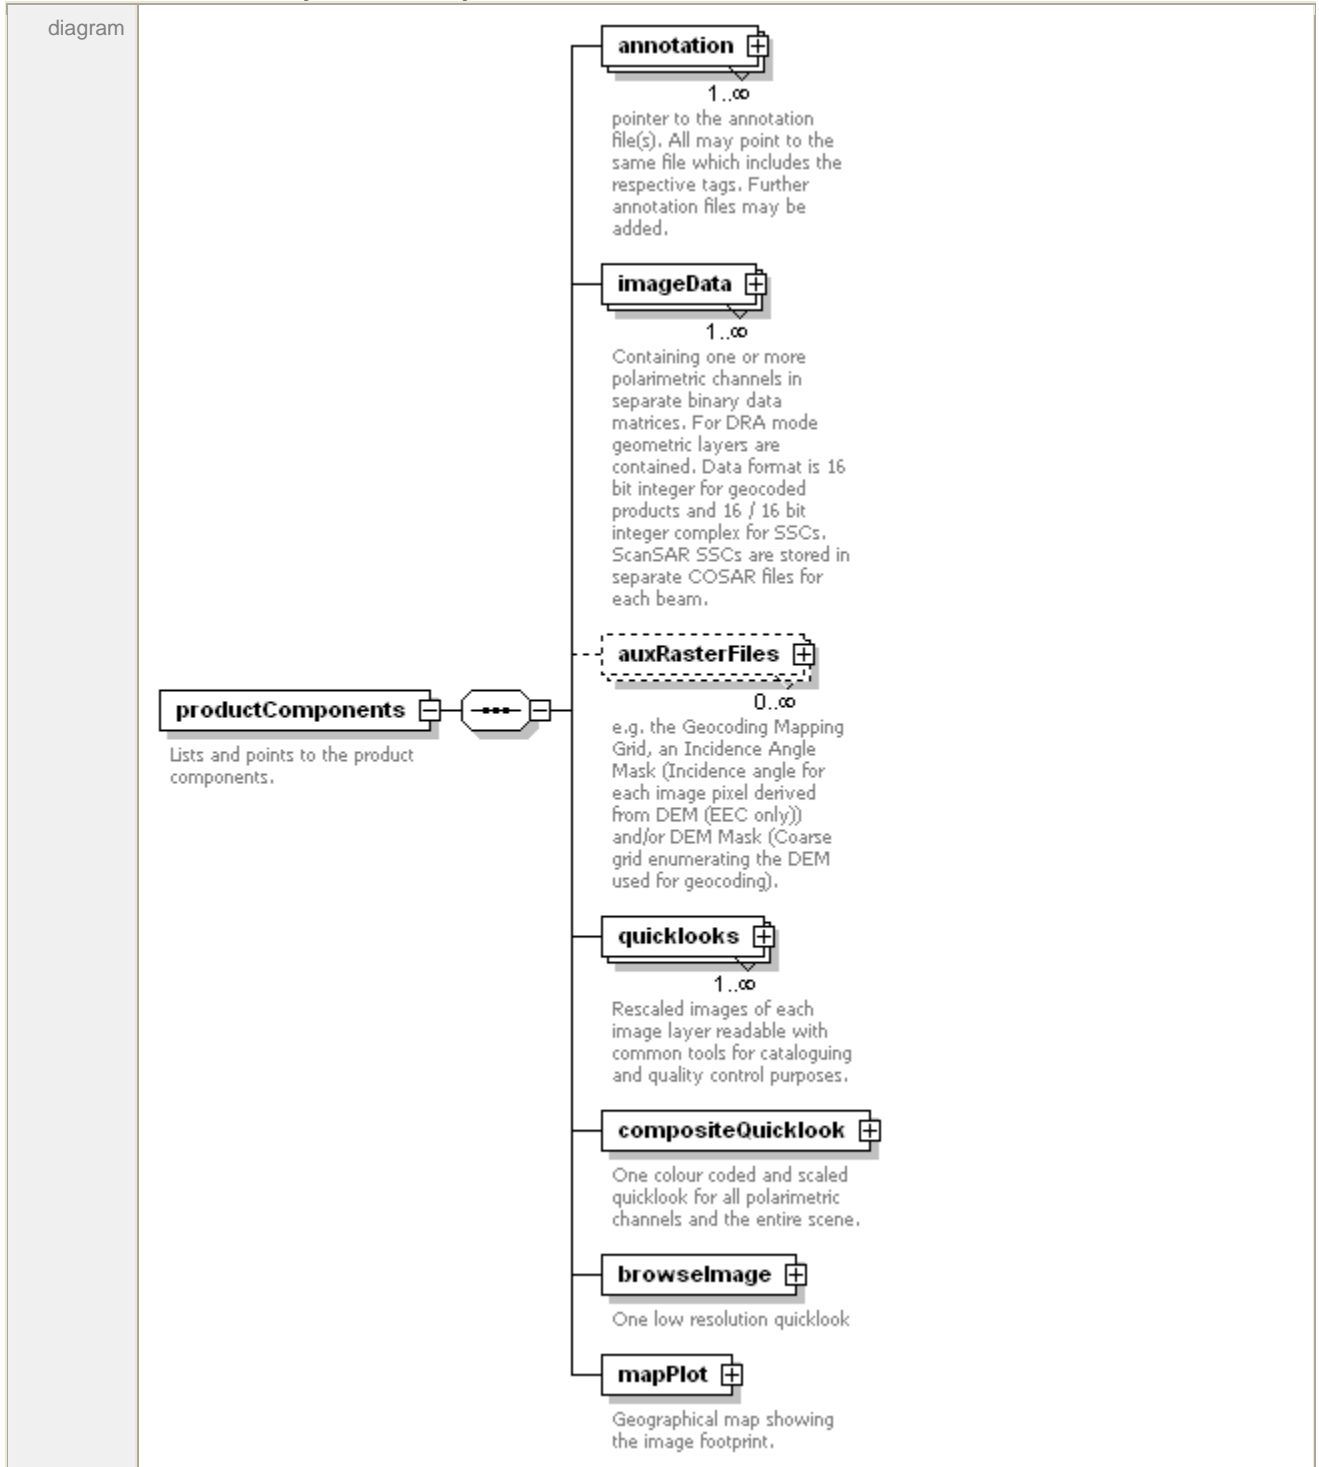 diagram
annotation
1..∞
pointer to the annotation
file(s). All may point to the
same file which includes the
respective tags. Further
annotation files may be
added.
imageData
1..∞
Containing one or more
polarimetric channels in
separate binary data
matrices. For DRA mode
geometric layers are
contained. Data format is 16
bit integer for geocoded
products and 16 / 16 bit
integer complex for SSCs.
ScanSAR SSCs are stored in
separate COSAR files for
each beam.
auxRasterFiles
0..∞
e.g. the Geocoding Mapping
Grid, an Incidence Angle
Mask (Incidence angle for
each image pixel derived
from DEM (EEC only))
and/or DEM Mask (Coarse
grid enumerating the DEM
used for geocoding).
productComponents
Lists and points to the product
components.
quicklooks
1..∞
Rescaled images of each
image layer readable with
common tools for cataloguing
and quality control purposes.
compositeQuicklook
One colour coded and scaled
quicklook for all polarimetric
channels and the entire scene.
browseImage
One low resolution quicklook
mapPlot
Geographical map showing
the image footprint.